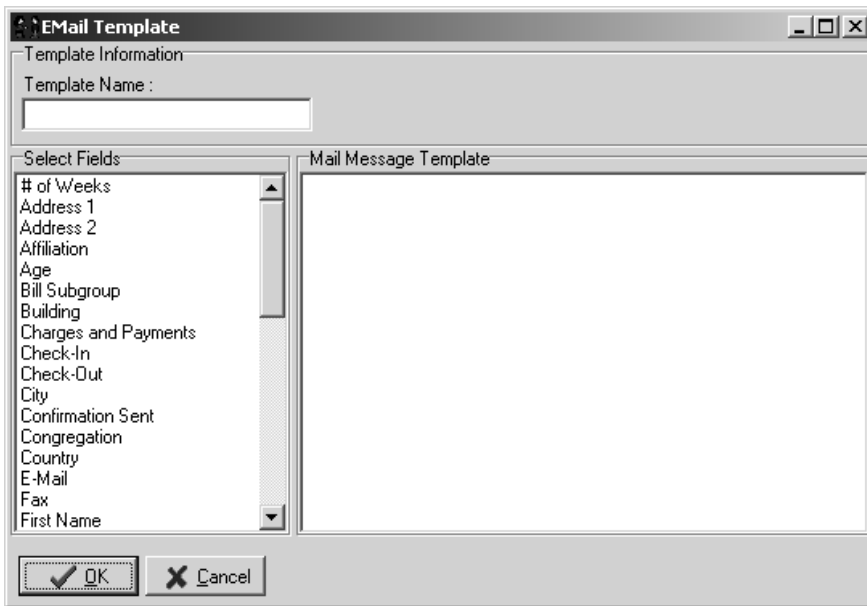 EMail Template
Template Information
Template Name :
Select Fields
Mail Message Template
# of Weeks
Address 1
Address 2
Affiliation
Age
Bill Subgroup
Building
Charges and Payments
Check-In
Check-Out
City
Confirmation Sent
Congregation
Country
E-Mail
Fax
First Name
OK
Cancel